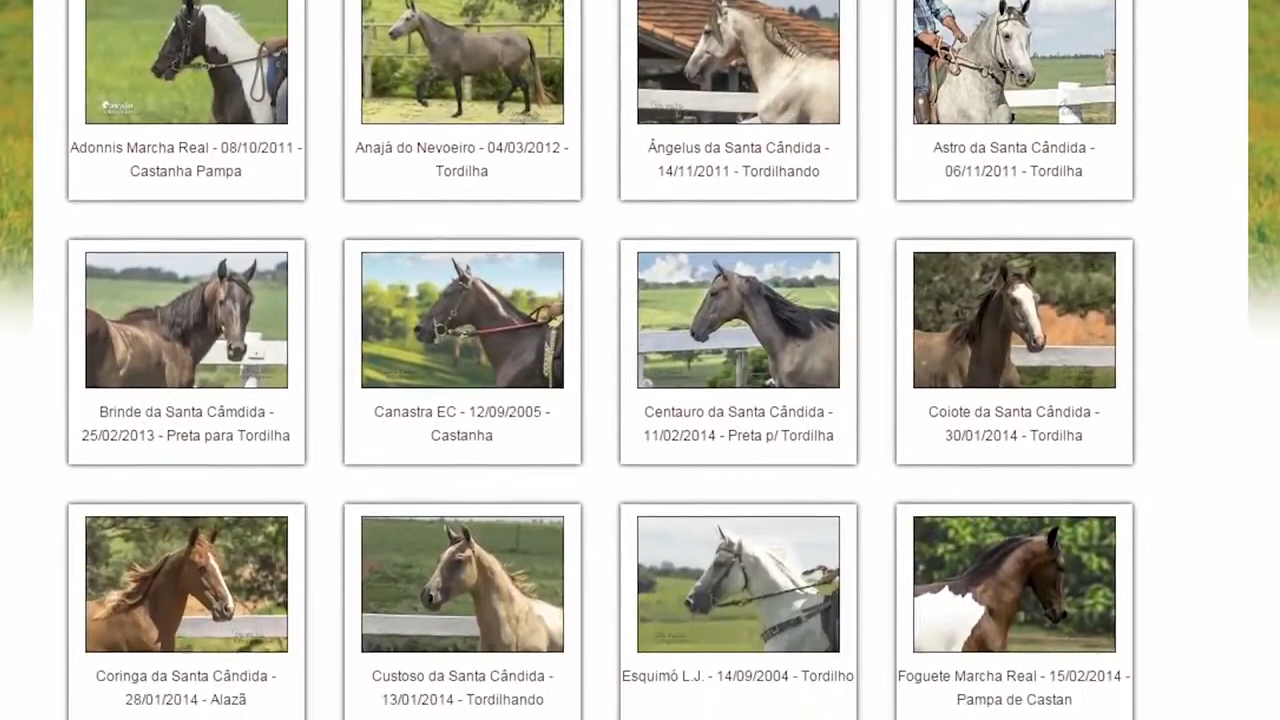 Cavalo
Adonnis Marcha Real - 08/10/2011 -
Castanha Pampa
Anajá do Nevoeiro - 04/03/2012 -
Tordilha
Ângelus da Santa Cândida -
14/11/2011 - Tordilhando
Astro da Santa Cândida -
06/11/2011 - Tordilha
Brinde da Santa Câmdida -
25/02/2013 - Preta para Tordilha
Canastra EC - 12/09/2005 -
Castanha
Centauro da Santa Cândida -
11/02/2014 - Preta p/ Tordilha
Coiote da Santa Cândida -
30/01/2014 - Tordilha
Coringa da Santa Cândida -
28/01/2014 - Alazã
Custoso da Santa Cândida -
13/01/2014 - Tordilhando
Esquimó L.J. - 14/09/2004 - Tordilho
Foguete Marcha Real - 15/02/2014 -
Pampa de Castan